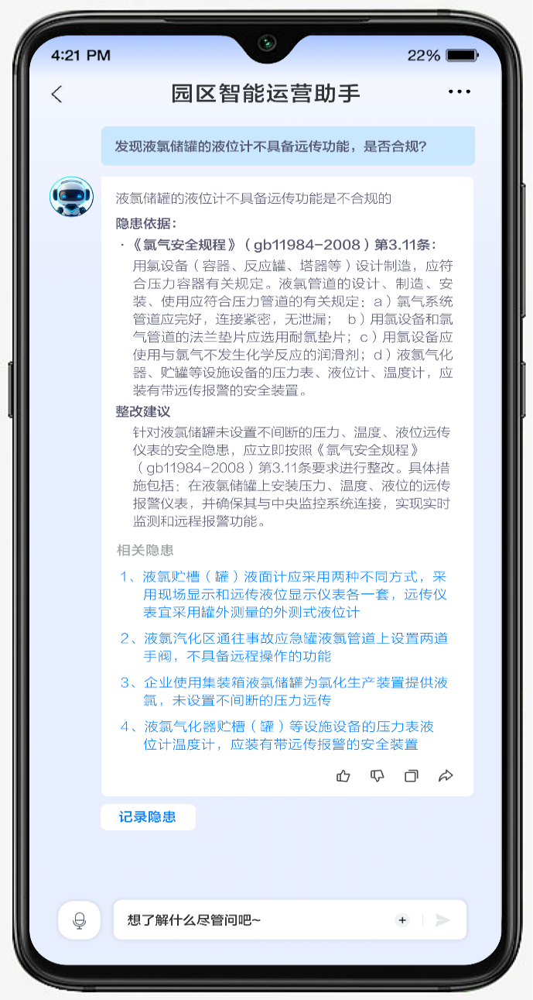 4:21 PM
22%
园区智能运营助手
发现液氯储罐的液位计不具备远传功能，是否合规？
液氯储罐的液位计不具备远传功能是不合规的
隐患依据：
·《氯气安全规程》（gb11984-2008）第3.11条：
用氯设备（容器、反应罐、塔器等）设计制造，应符
合压力容器有关规定。液氯管道的设计、制造、安
装、使用应符合压力管道的有关规定：a）氯气系统
管道应完好，连接紧密，无泄漏； b）用氯设备和氯
气管道的法兰垫片应选用耐氯垫片；c）用氯设备应
使用与氯气不发生化学反应的润滑剂；d）液氯气化
器、贮罐等设施设备的压力表、液位计、温度计，应
装有带远传报警的安全装置。
整改建议
针对液氯储罐未设置不间断的压力、温度、液位远传
仪表的安全隐患，应立即按照《氯气安全规程》
（gb11984-2008）第3.11条要求进行整改。具体措
施包括：在液氯储罐上安装压力、温度、液位的远传
报警仪表，并确保其与中央监控系统连接，实现实时
监测和远程报警功能。
相关隐患
1、液氯贮槽（罐）液面计应采用两种不同方式，采
用现场显示和远传液位显示仪表各一套，远传仪
表宜采用罐外测量的外测式液位计
2、液氯汽化区通往事故应急罐液氯管道上设置两道
手阀，不具备远程操作的功能
3、企业使用集装箱液氯储罐为氯化生产装置提供液
氯，未设置不间断的压力远传
4、液氯气化器贮槽（罐）等设施设备的压力表液
位计温度计，应装有带远传报警的安全装置
记录隐患
想了解什么尽管问吧~